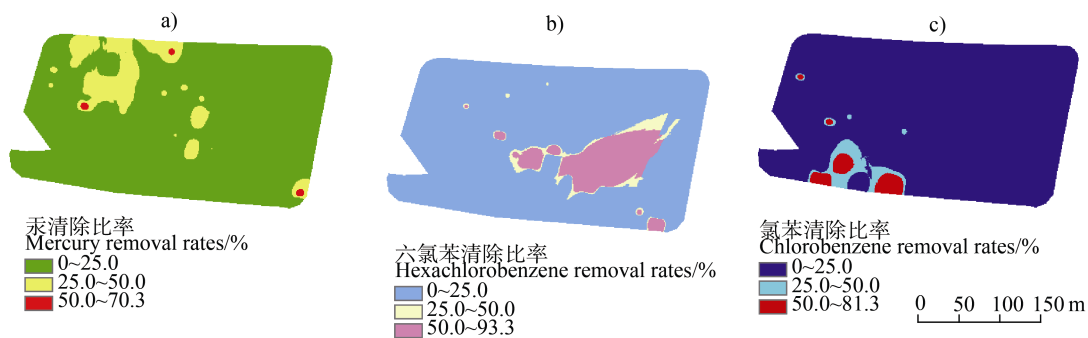 a)
汞清除比率
Mercury removal rates/%
0~25.0
25.0~50.0
50.0~70.3
b)
六氯苯清除比率
Hexachlorobenzene removal rates/%
0~25.0
25.0~50.0
50.0~93.3
c)
氯苯清除比率
Chlorobenzene removal rates/%
0~25.0
25.0~50.0
50.0~81.3
0 50 100 150 m